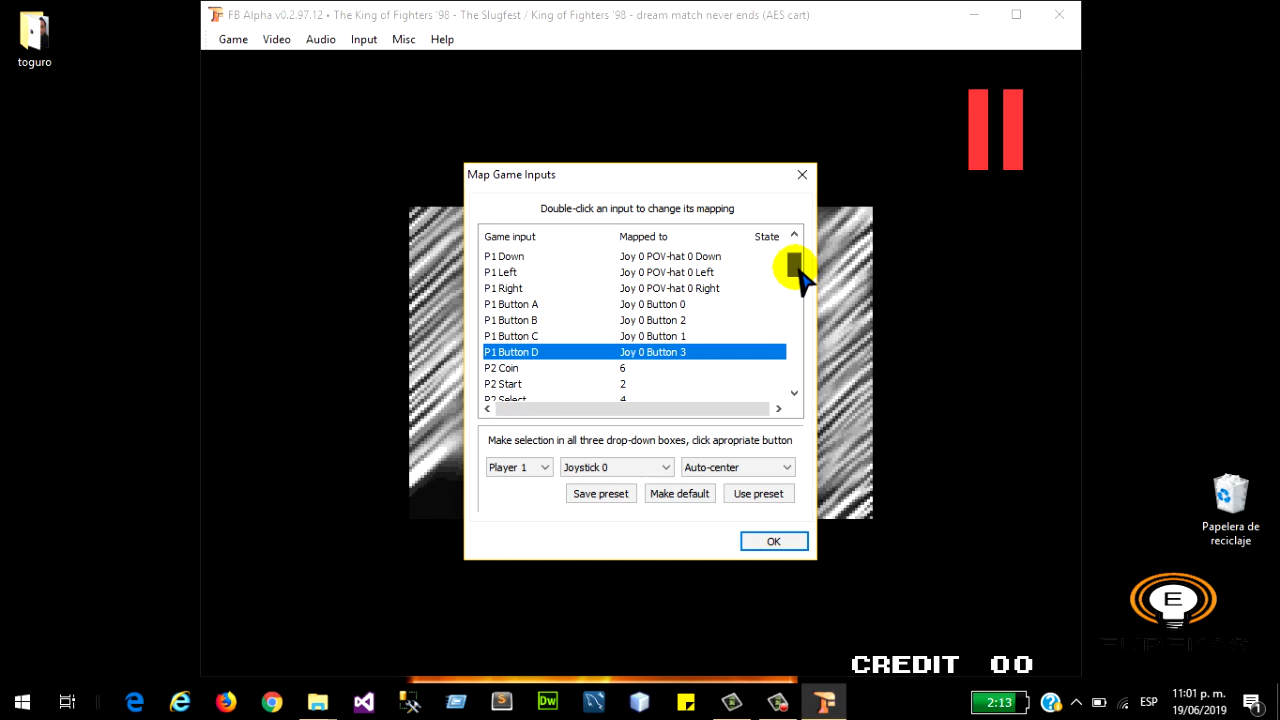 FB Alpha v0.2.97.12 • The King of Fighters '98 - The Slugfest / King of Fighters '98 - dream match never ends (AES cart)
Game Video Audio Input Misc Help
toguro
Map Game Inputs
Double-click an input to change its mapping
Game input Mapped to State
P1 Down Joy 0 POV-hat 0 Down
P1 Left Joy 0 POV-hat 0 Left
P1 Right Joy 0 POV-hat 0 Right
P1 Button A Joy 0 Button 0
P1 Button B Joy 0 Button 2
P1 Button C Joy 0 Button 1
P1 Button D Joy 0 Button 3
P2 Coin 6
P2 Start 2
P2 Select 4
Make selection in all three drop-down boxes, click apropriate button
Player 1 Joystick 0 Auto-center
Save preset Make default Use preset
OK
Papelera de
reciclaje
E
CREDIT 00
Dw
2:13
ESP
11:01 p. m.
19/06/2019
1